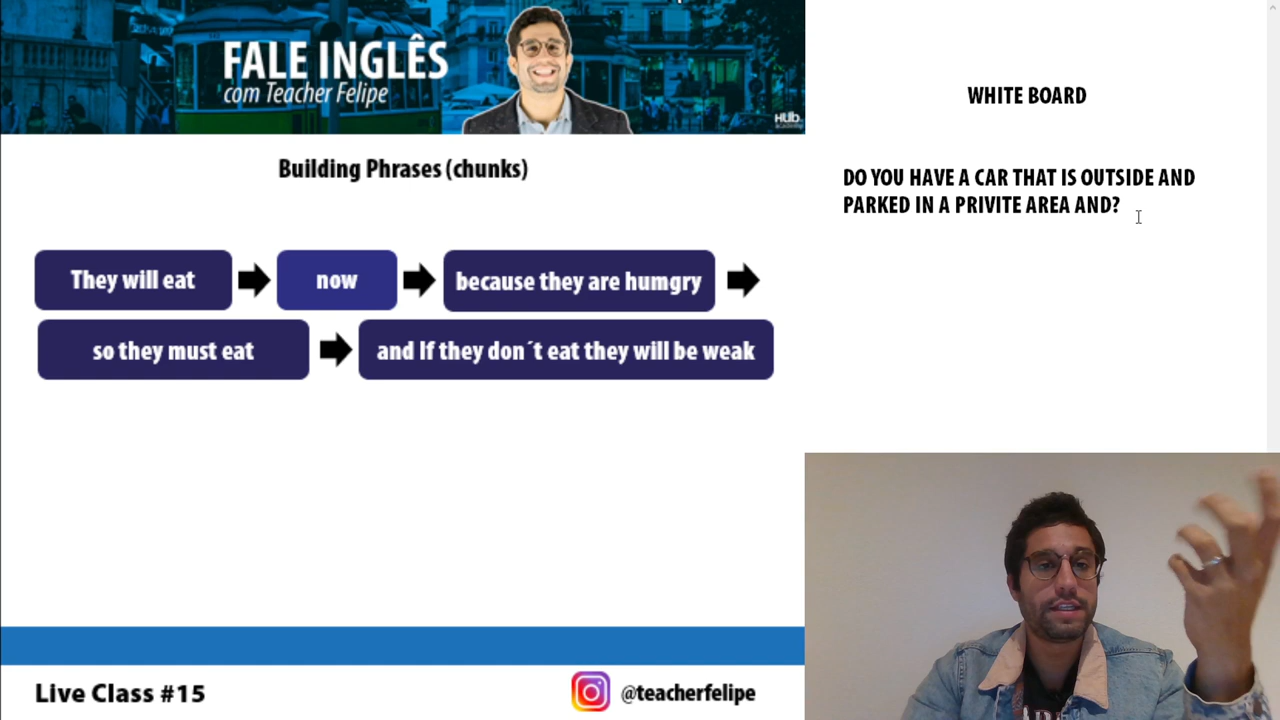 FALE INGLÊS
com Teacher Felipe
HUb
academy
Building Phrases (chunks)
They will eat
now
because they are humgry
so they must eat
and If they don´t eat they will be weak
Live Class #15
@teacherfelipe
WHITE BOARD
DO YOU HAVE A CAR THAT IS OUTSIDE AND
PARKED IN A PRIVITE AREA AND?